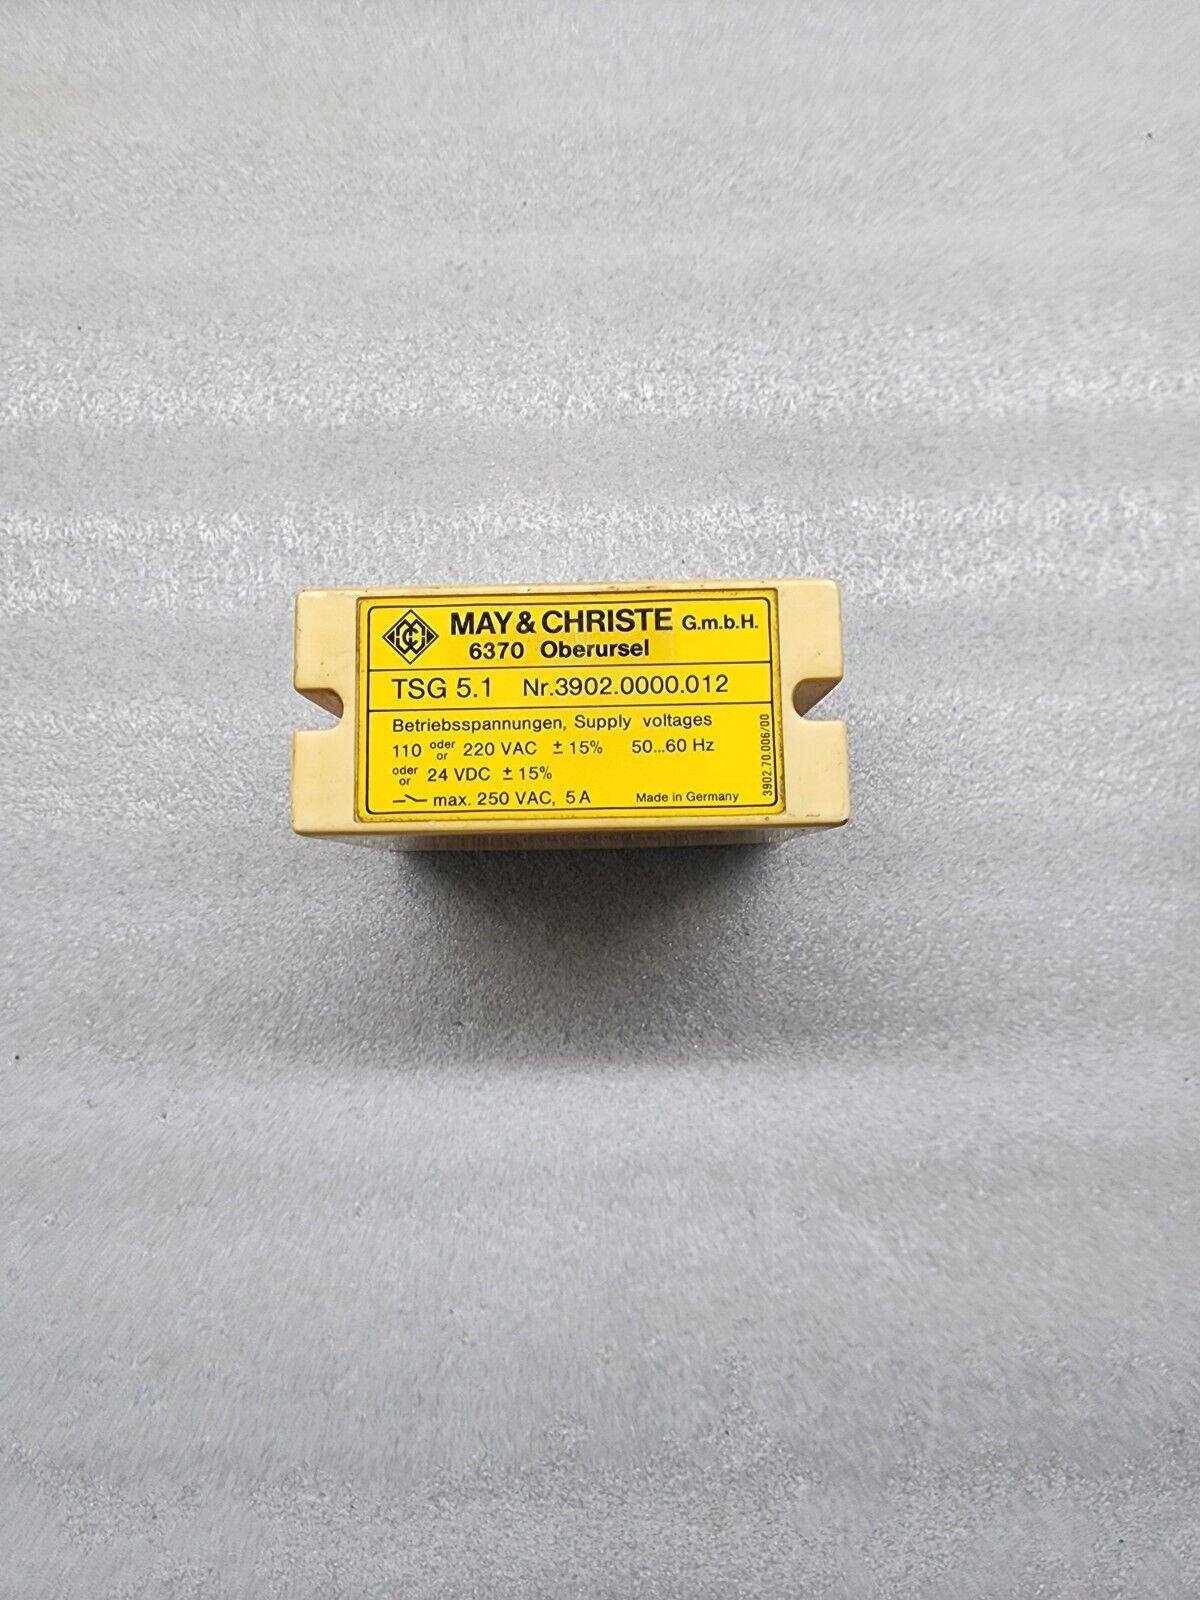 MAY & CHRISTE G.m.b.H.
6370 Oberursel
TSG 5.1 Nr.3902.0000.012
Betriebsspannungen, Supply voltages
110 oder or 220 VAC ± 15% 50...60 Hz
oder or 24 VDC ± 15%
max. 250 VAC, 5 A Made in Germany
3902.70.006/00